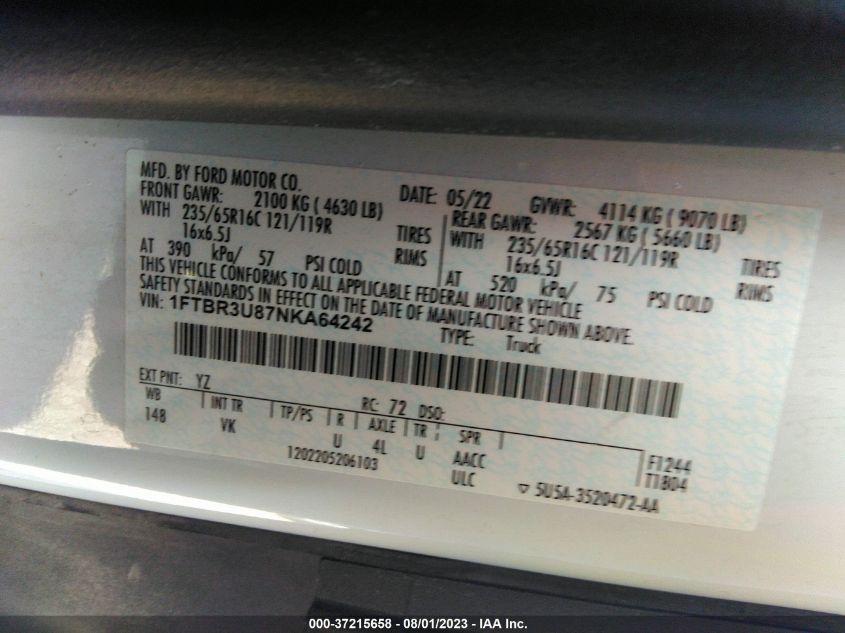 MFD. BY FORD MOTOR CO.
DATE: 05/22 GVWR: 4114 KG ( 9070 LB)
FRONT GAWR: 2100 KG ( 4630 LB) REAR GAWR: 2567 KG ( 5660 LB)
WITH 235/65R16C 121/119R TIRES WITH 235/65R16C 121/119R TIRES
16x6.5J RIMS 16x6.5J RIMS
AT 390 kPa/ 57 PSI COLD AT 520 kPa/ 75 PSI COLD
THIS VEHICLE CONFORMS TO ALL APPLICABLE FEDERAL MOTOR VEHICLE
SAFETY STANDARDS IN EFFECT ON THE DATE OF MANUFACTURE SHOWN ABOVE.
VIN: 1FTBR3U87NKA64242 TYPE: Truck
EXT PNT: YZ RC: 72 DSO:
WB INT TR TP/PS R AXLE TR SPR
148 VK U 4L U AACC F1244
1202205206103 ULC T1804
5U5A-3520472-AA
000-37215658 - 08/01/2023 - IAA Inc.